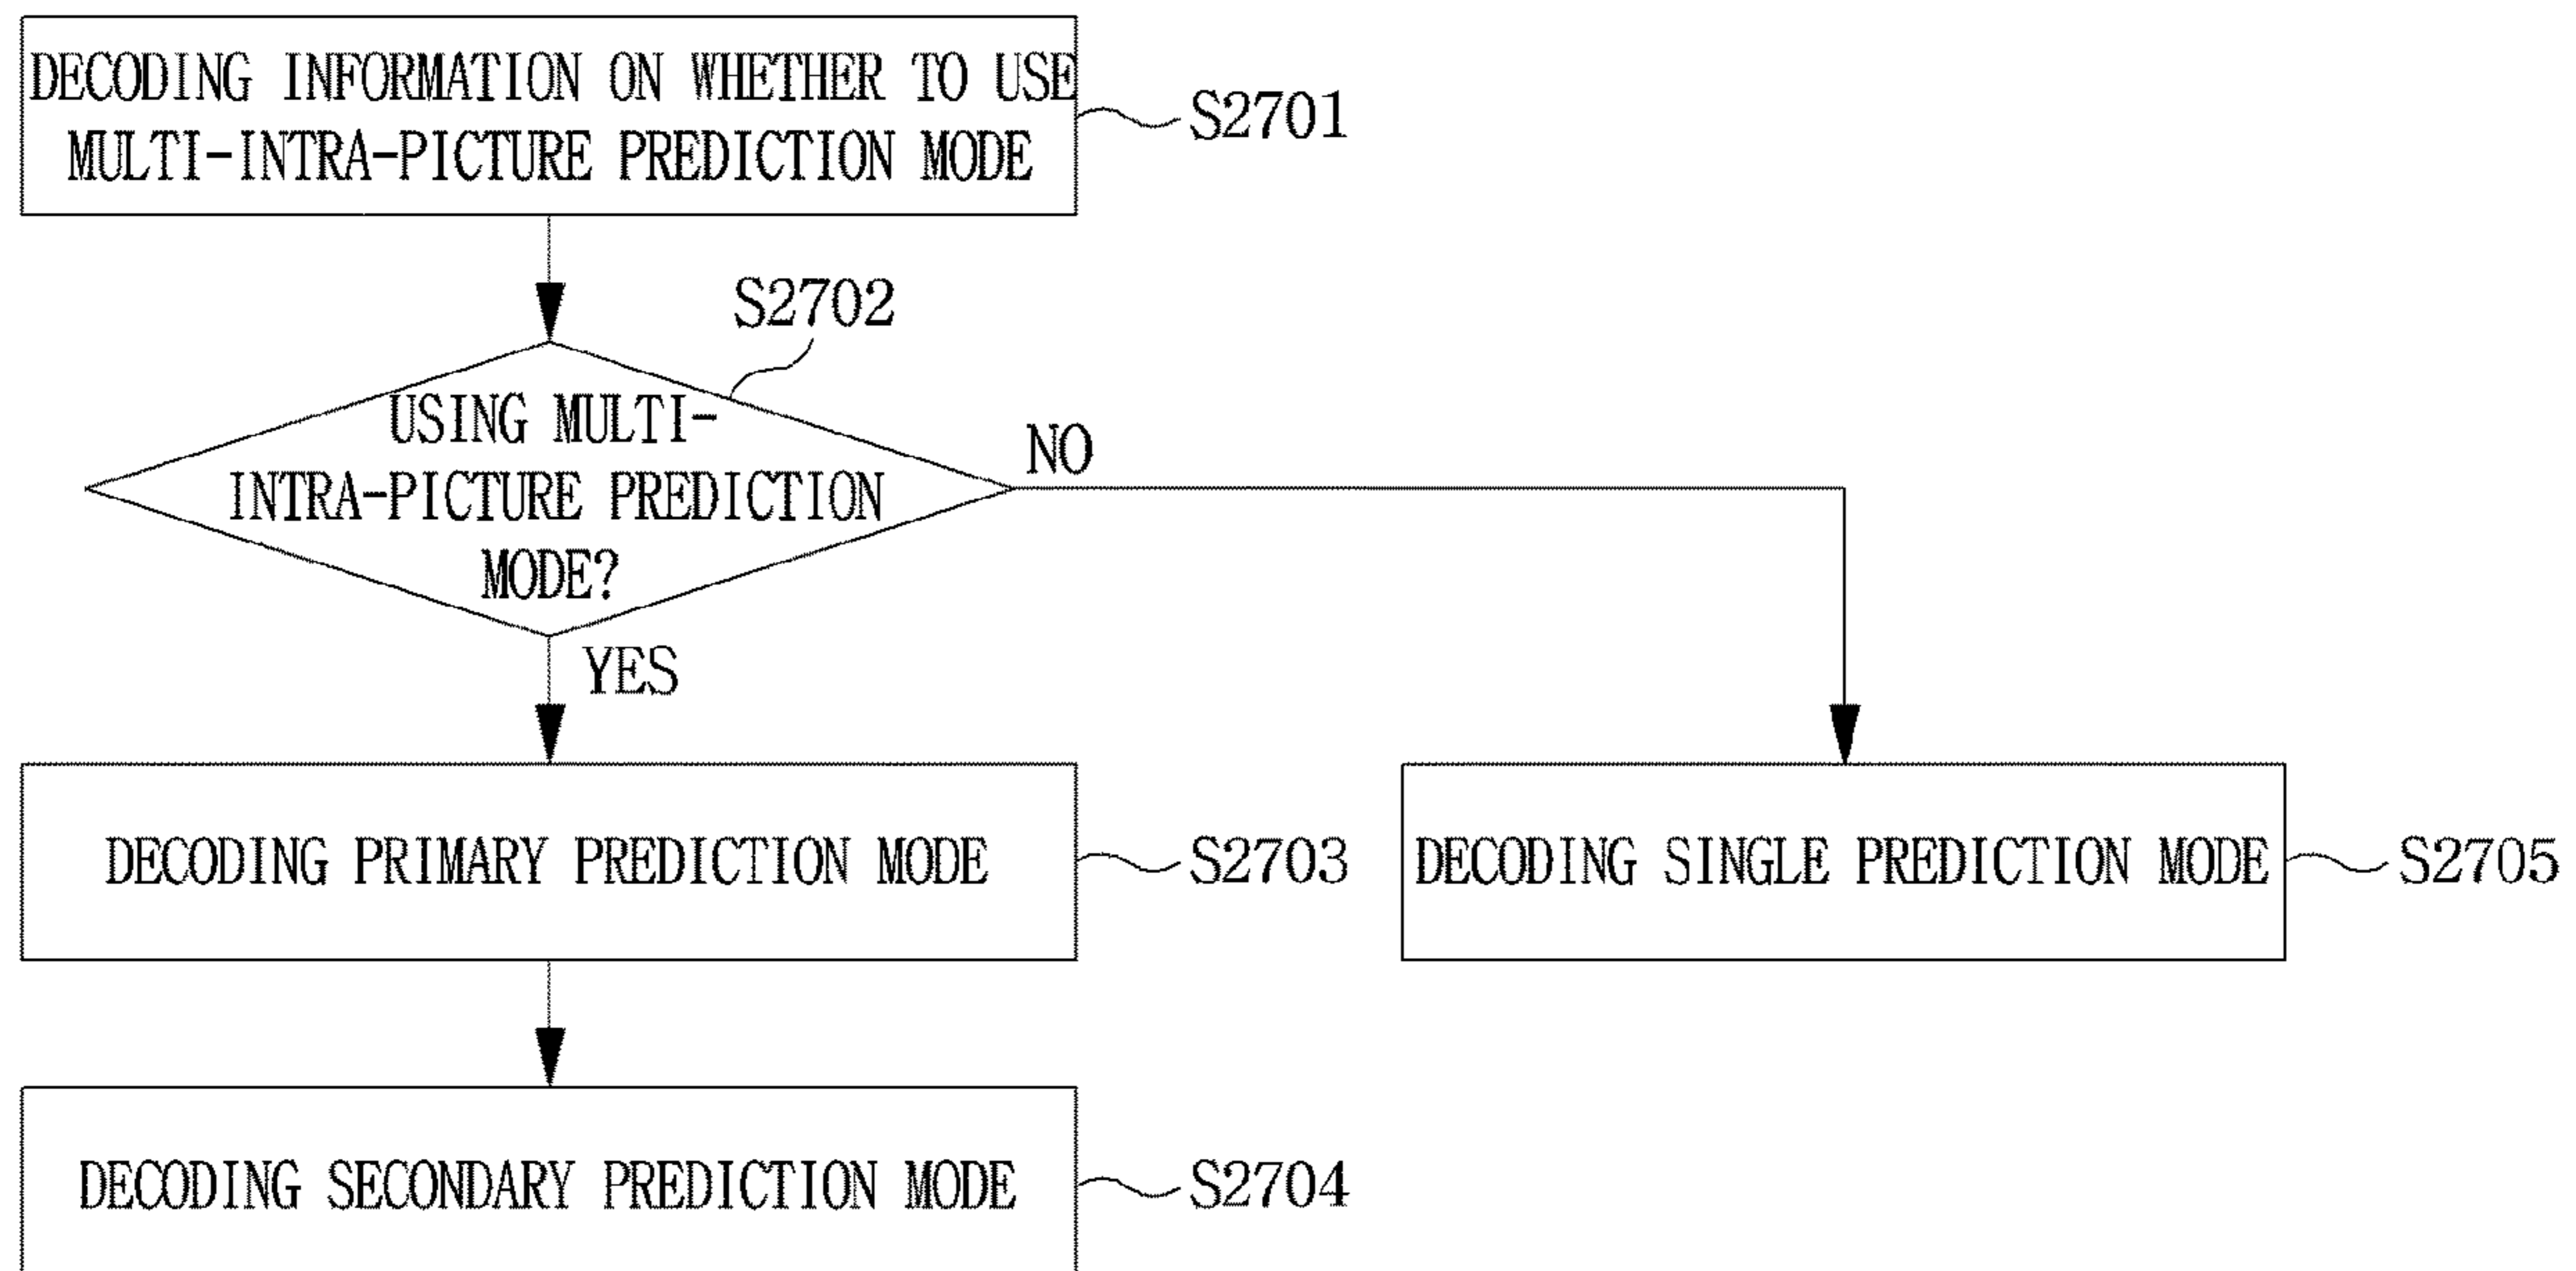 DECODING INFORMATION ON WHETHER TO USE
MULTI-INTRA-PICTURE PREDICTION MODE
S2701
S2702
USING MULTI-
INTRA-PICTURE PREDICTION
MODE?
NO
YES
DECODING PRIMARY PREDICTION MODE
S2703
DECODING SINGLE PREDICTION MODE
S2705
DECODING SECONDARY PREDICTION MODE
S2704